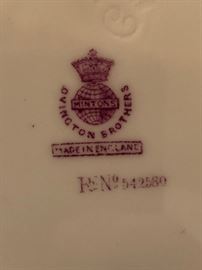 MINTONS
OVINGTON BROTHERS
MADE IN ENGLAND
Rᵈ Nº 542580